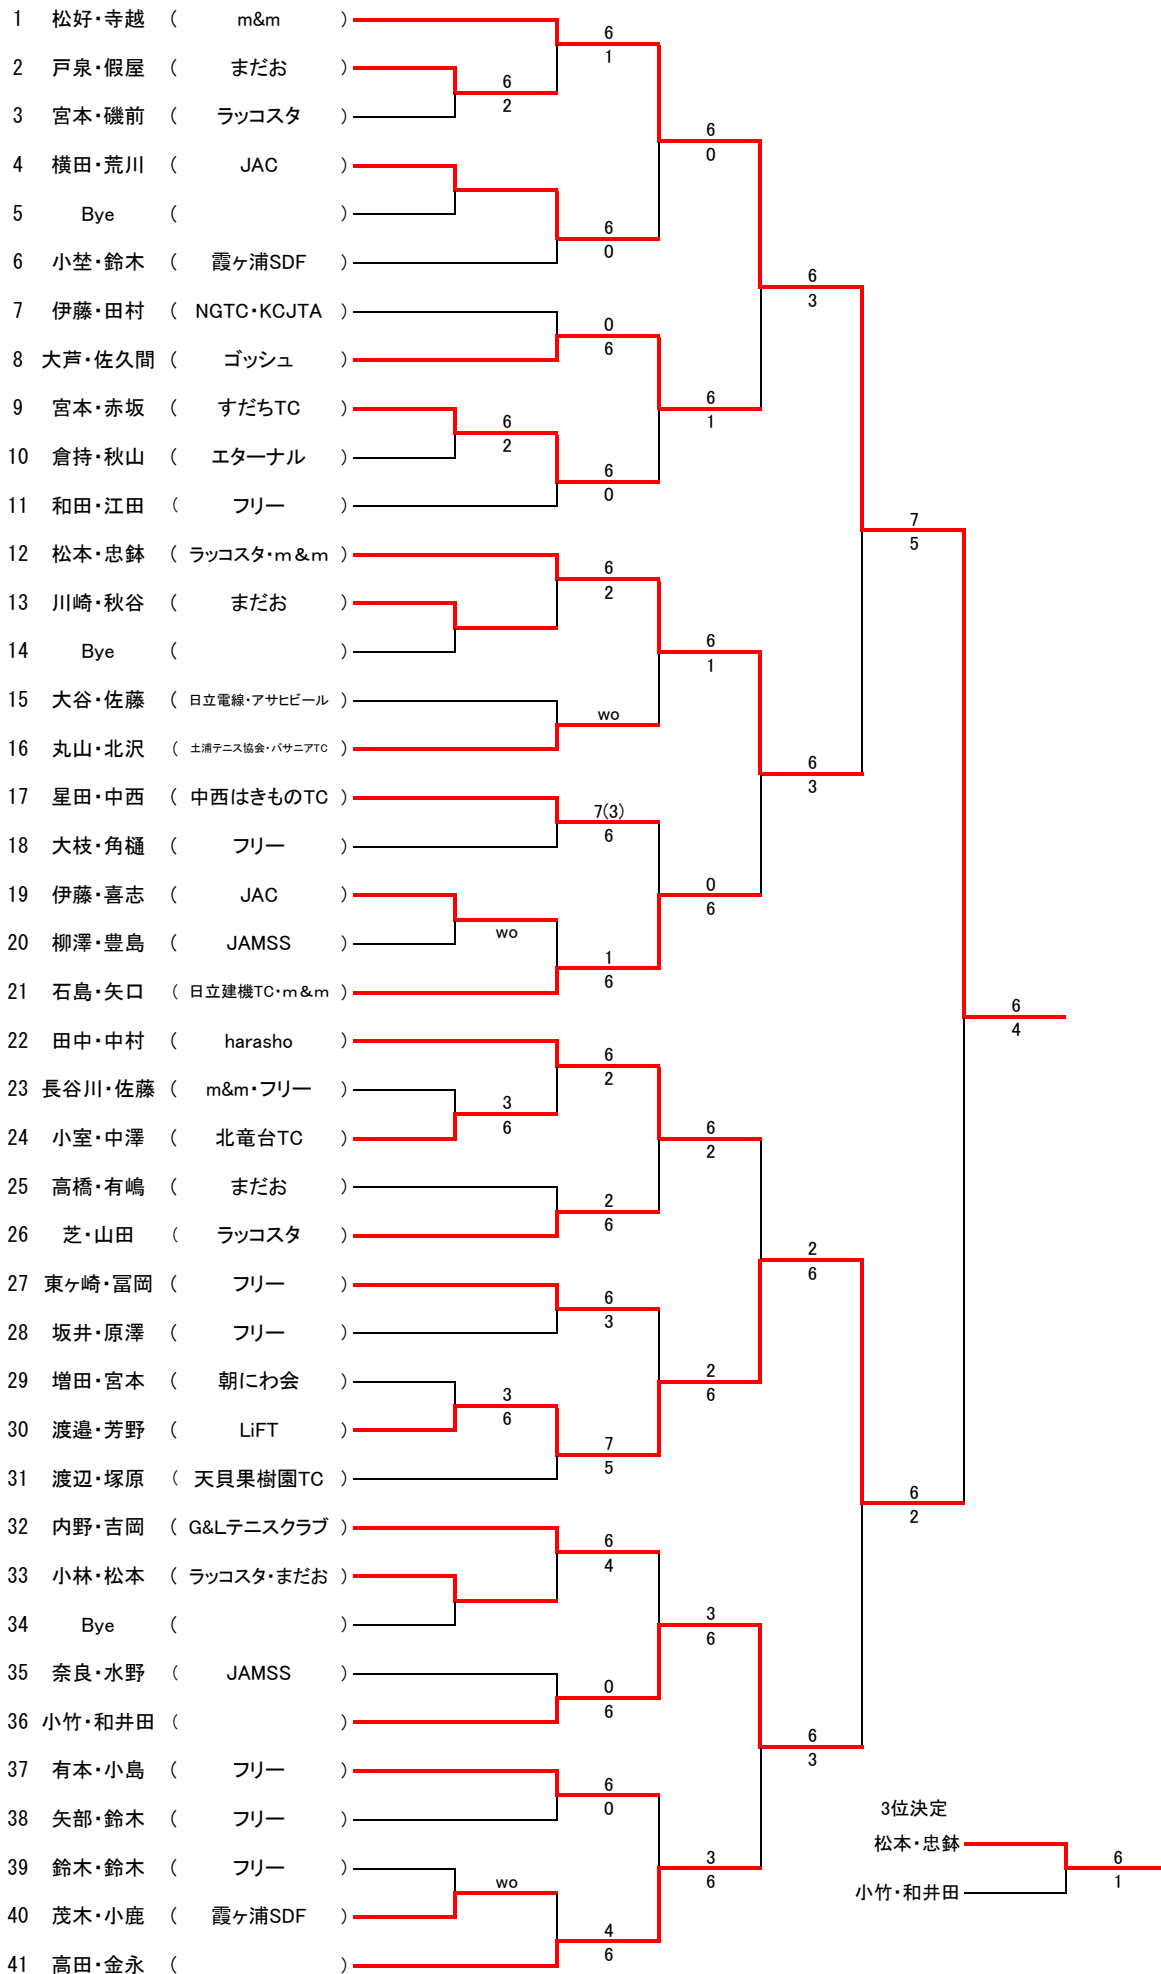 1 松好・寺越 ( m&m )
6
1
2 戸泉・假屋 ( まだお )
6
2
3 宮本・磯前 ( ラッコスタ )
6
0
4 横田・荒川 ( JAC )
5 Bye ( )
6
0
6 小埜・鈴木 ( 霞ヶ浦SDF )
6
3
7 伊藤・田村 ( NGTC・KCJTA )
0
6
8 大芦・佐久間 ( ゴッシュ )
9 宮本・赤坂 ( すだちTC )
6
1
6
2
10 倉持・秋山 ( エターナル )
6
0
11 和田・江田 ( フリー )
7
5
12 松本・忠鉢 ( ラッコスタ・m&m )
6
2
13 川崎・秋谷 ( まだお )
6
1
14 Bye ( )
15 大谷・佐藤 ( 日立電線・アサヒビール )
wo
16 丸山・北沢 ( 土浦テニス協会・バサニアTC )
6
3
17 星田・中西 ( 中西はきものTC )
7(3)
6
18 大枝・角樋 ( フリー )
19 伊藤・喜志 ( JAC )
0
6
20 柳澤・豊島 ( JAMSS )
wo
1
6
21 石島・矢口 ( 日立建機TC・m&m )
6
4
22 田中・中村 ( harasho )
6
2
23 長谷川・佐藤 ( m&m・フリー )
3
6
24 小室・中澤 ( 北竜台TC )
6
2
25 高橋・有嶋 ( まだお )
2
6
26 芝・山田 ( ラッコスタ )
2
6
27 東ヶ崎・冨岡 ( フリー )
6
3
28 坂井・原澤 ( フリー )
29 増田・宮本 ( 朝にわ会 )
2
6
3
6
30 渡邉・芳野 ( LiFT )
7
5
31 渡辺・塚原 ( 天貝果樹園TC )
6
2
32 内野・吉岡 ( G&Lテニスクラブ )
6
4
33 小林・松本 ( ラッコスタ・まだお )
3
6
34 Bye ( )
35 奈良・水野 ( JAMSS )
0
6
36 小竹・和井田 ( )
6
3
37 有本・小島 ( フリー )
6
0
38 矢部・鈴木 ( フリー )
39 鈴木・鈴木 ( フリー )
3
6
wo
40 茂木・小鹿 ( 霞ヶ浦SDF )
4
6
41 高田・金永 ( )
3位決定
松本・忠鉢
6
1
小竹・和井田